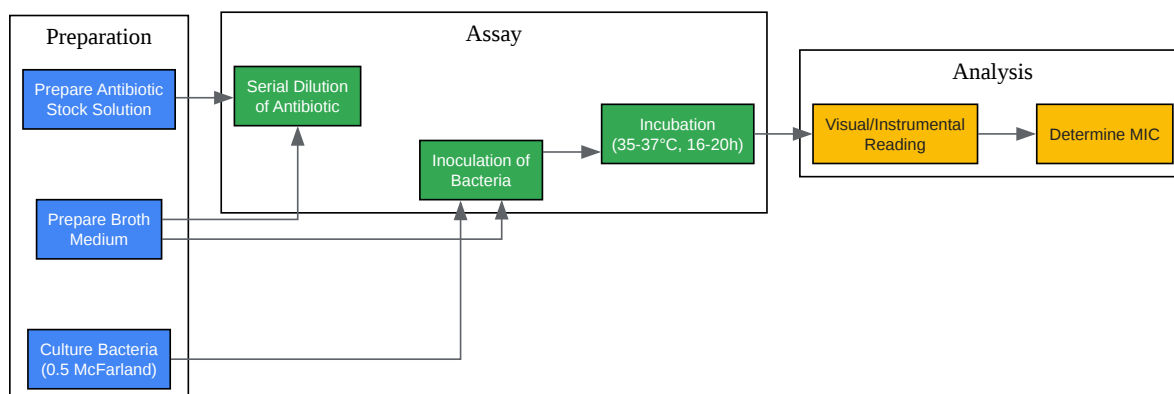 Preparation
Prepare Antibiotic
Stock Solution
Prepare Broth
Medium
Culture Bacteria
(0.5 McFarland)
Assay
Serial Dilution
of Antibiotic
Inoculation of
Bacteria
Incubation
(35-37°C, 16-20h)
Analysis
Visual/Instrumental
Reading
Determine MIC